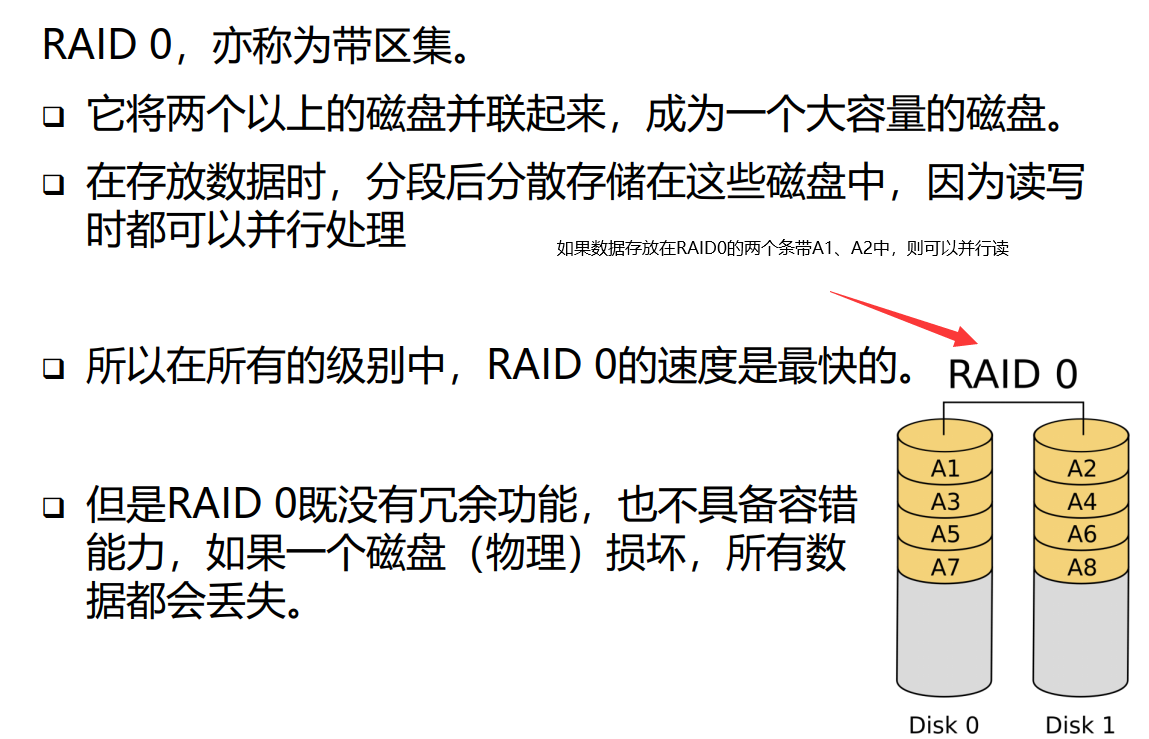 RAID 0，亦称为带区集。
它将两个以上的磁盘并联起来，成为一个大容量的磁盘。
在存放数据时，分段后分散存储在这些磁盘中，因为读写
时都可以并行处理
如果数据存放在RAID0的两个条带A1、A2中，则可以并行读
所以在所有的级别中，RAID 0的速度是最快的。
但是RAID 0既没有冗余功能，也不具备容错
能力，如果一个磁盘（物理）损坏，所有数
据都会丢失。
RAID 0
A1 A2
A3 A4
A5 A6
A7 A8
Disk 0 Disk 1